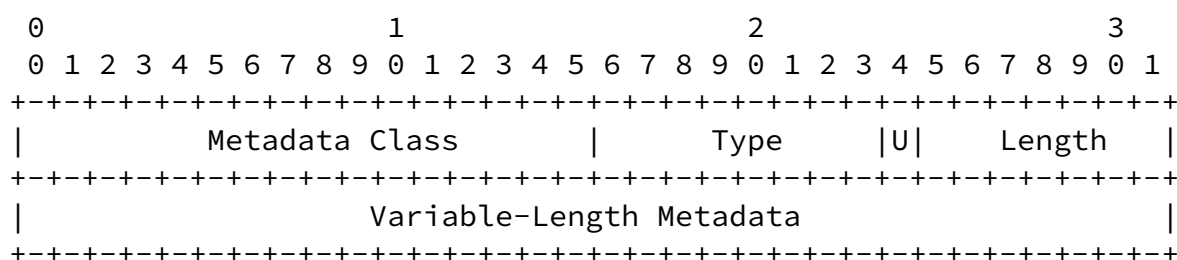 0                   1                   2                   3
 0 1 2 3 4 5 6 7 8 9 0 1 2 3 4 5 6 7 8 9 0 1 2 3 4 5 6 7 8 9 0 1
+-+-+-+-+-+-+-+-+-+-+-+-+-+-+-+-+-+-+-+-+-+-+-+-+-+-+-+-+-+-+-+-+
|          Metadata Class       |      Type     |U|    Length   |
+-+-+-+-+-+-+-+-+-+-+-+-+-+-+-+-+-+-+-+-+-+-+-+-+-+-+-+-+-+-+-+-+
|                   Variable-Length Metadata                    |
+-+-+-+-+-+-+-+-+-+-+-+-+-+-+-+-+-+-+-+-+-+-+-+-+-+-+-+-+-+-+-+-+